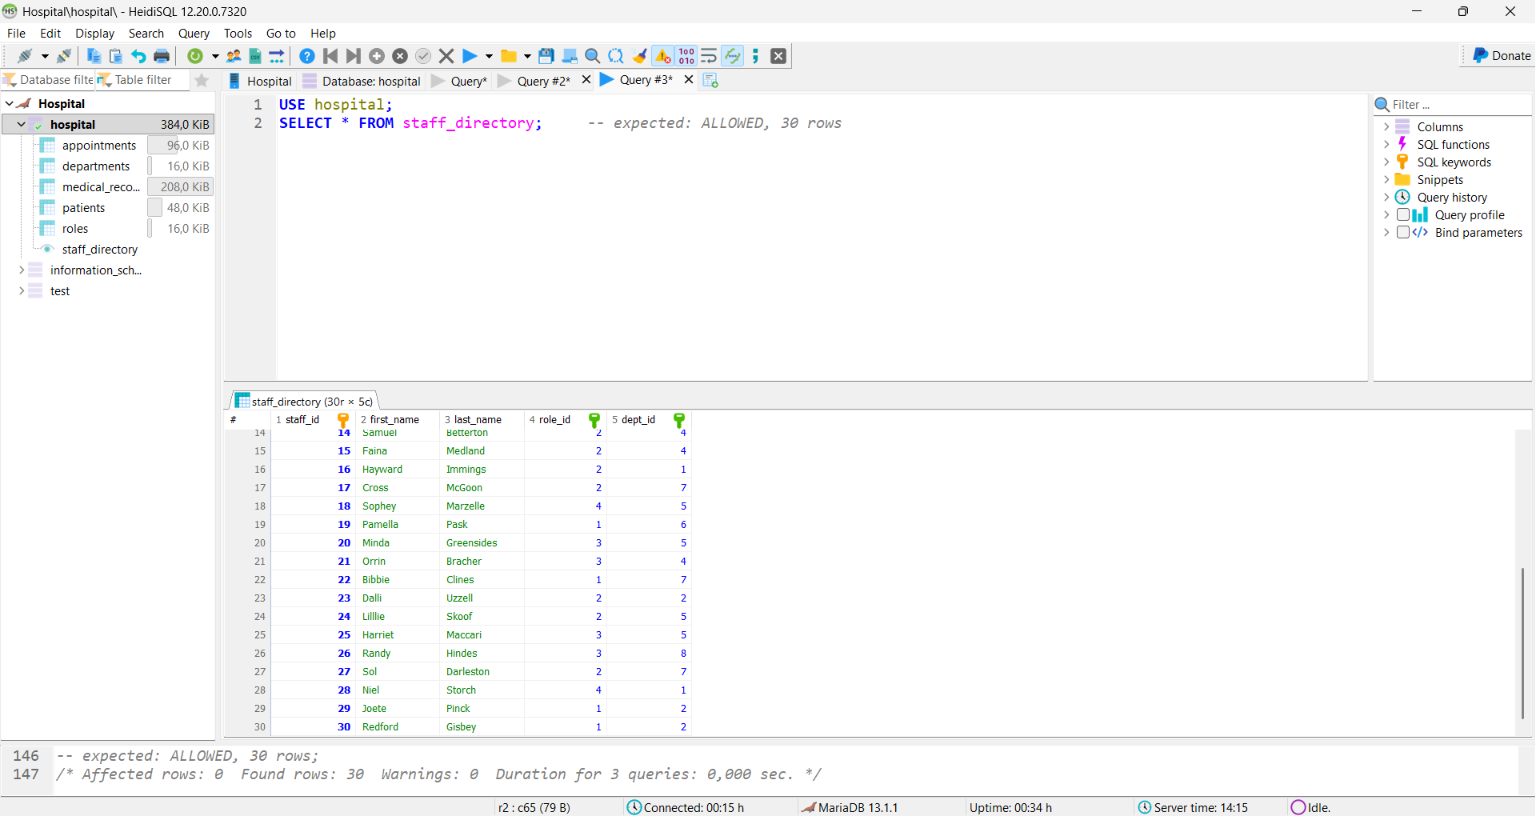 Hospital\hospital\ - HeidiSQL 12.20.0.7320
File Edit Display Search Query Tools Go to Help
Donate
Database filte Table filter
Hospital Database: hospital Query* Query #2* Query #3*
Hospital
hospital 384,0 KiB
appointments 96,0 KiB
departments 16,0 KiB
medical_reco... 208,0 KiB
patients 48,0 KiB
roles 16,0 KiB
staff_directory
information_sch...
test
1 USE hospital;
2 SELECT * FROM staff_directory; -- expected: ALLOWED, 30 rows
Filter ...
Columns
SQL functions
SQL keywords
Snippets
Query history
Query profile
Bind parameters
staff_directory (30r × 5c)
# 1 staff_id 2 first_name 3 last_name 4 role_id 5 dept_id
14 14 Samuel Betterton 2 4
15 15 Faina Medland 2 4
16 16 Hayward Immings 2 1
17 17 Cross McGoon 2 7
18 18 Sophey Marzelle 4 5
19 19 Pamella Pask 1 6
20 20 Minda Greensides 3 5
21 21 Orrin Bracher 3 4
22 22 Bibbie Clines 1 7
23 23 Dalli Uzzell 2 2
24 24 Lilllie Skoof 2 5
25 25 Harriet Maccari 3 5
26 26 Randy Hindes 3 8
27 27 Sol Darleston 2 7
28 28 Niel Storch 4 1
29 29 Joete Pinck 1 2
30 30 Redford Gisbey 1 2
146 -- expected: ALLOWED, 30 rows;
147 /* Affected rows: 0 Found rows: 30 Warnings: 0 Duration for 3 queries: 0,000 sec. */
r2 : c65 (79 B) Connected: 00:15 h MariaDB 13.1.1 Uptime: 00:34 h Server time: 14:15 Idle.